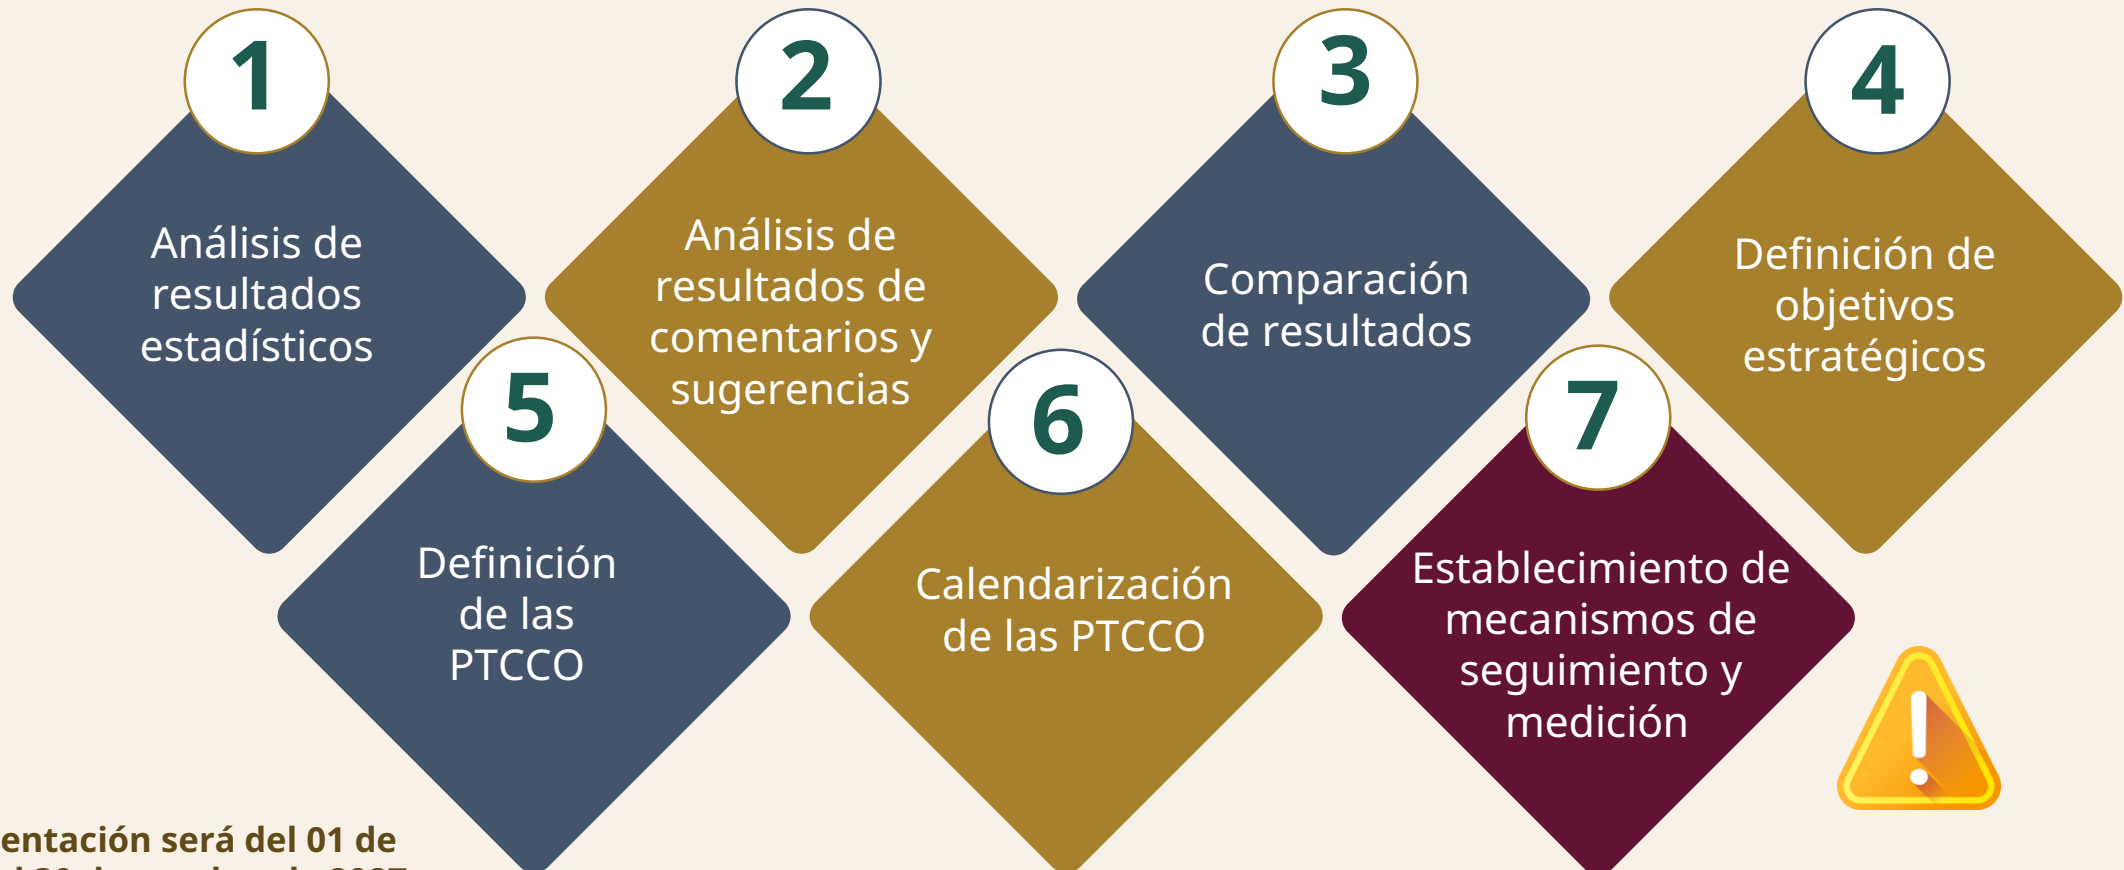 1
Análisis de
resultados
estadísticos
2
Análisis de
resultados de
comentarios y
sugerencias
3
Comparación
de resultados
4
Definición de
objetivos
estratégicos
5
Definición
de las
PTCCO
6
Calendarización
de las PTCCO
7
Establecimiento de
mecanismos de
seguimiento y
medición
entación será del 01 de